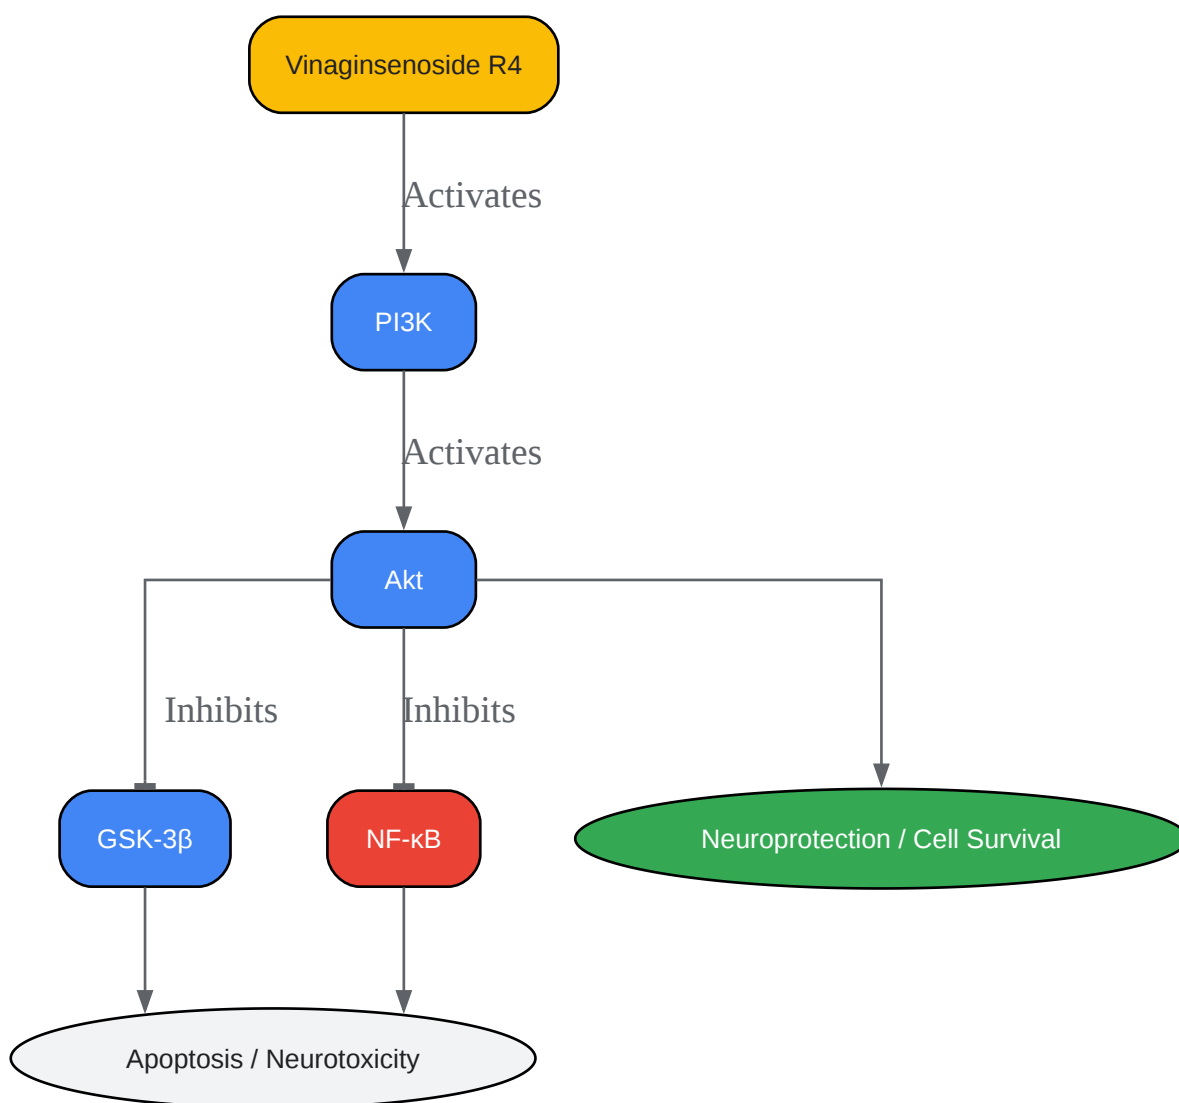 Vinaginsenoside R4
Activates
PI3K
Activates
Akt
Inhibits
Inhibits
GSK-3β
NF-κB
Neuroprotection / Cell Survival
Apoptosis / Neurotoxicity